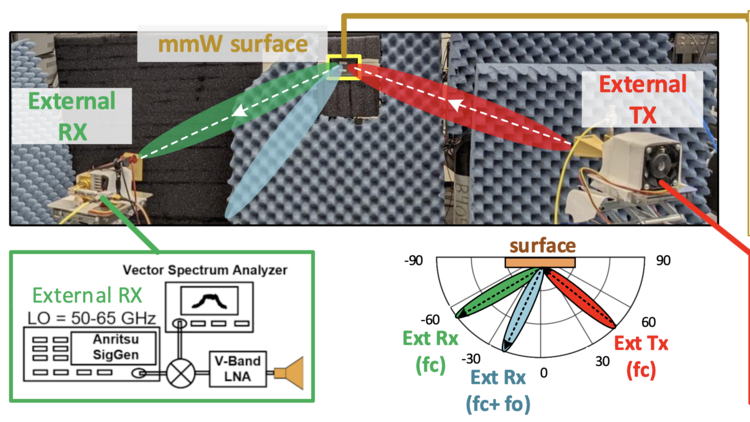 mmW surface
External
RX
External
TX
Vector Spectrum Analyzer
External RX
LO = 50-65 GHz
Anritsu
SigGen
V-Band
LNA
surface
-90
90
-60
60
-30
30
0
Ext Rx
(fc)
Ext Rx
(fc+ fo)
Ext Tx
(fc)